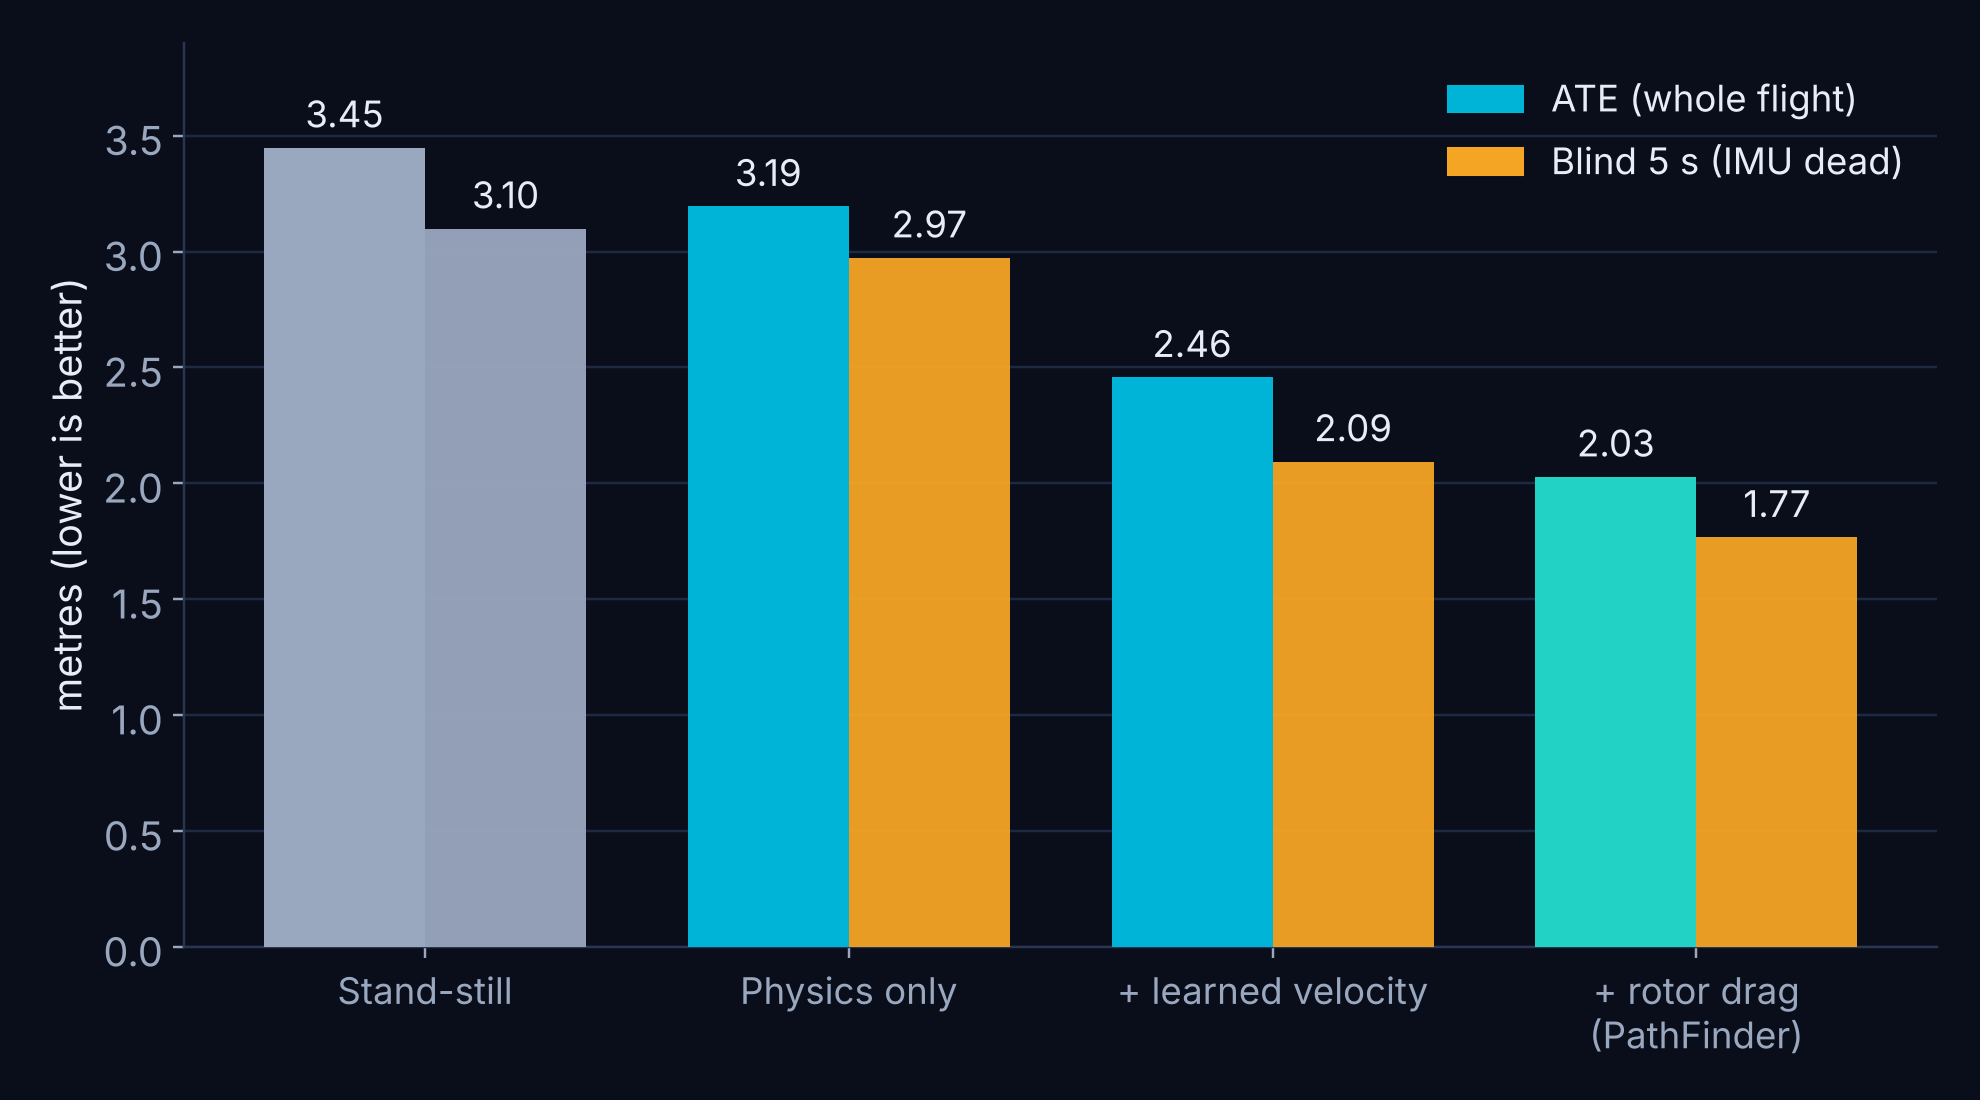 ATE (whole flight)
Blind 5 s (IMU dead)
metres (lower is better)
3.5
3.0
2.5
2.0
1.5
1.0
0.5
0.0
3.45
3.10
3.19
2.97
2.46
2.09
2.03
1.77
Stand-still
Physics only
+ learned velocity
+ rotor drag
(PathFinder)